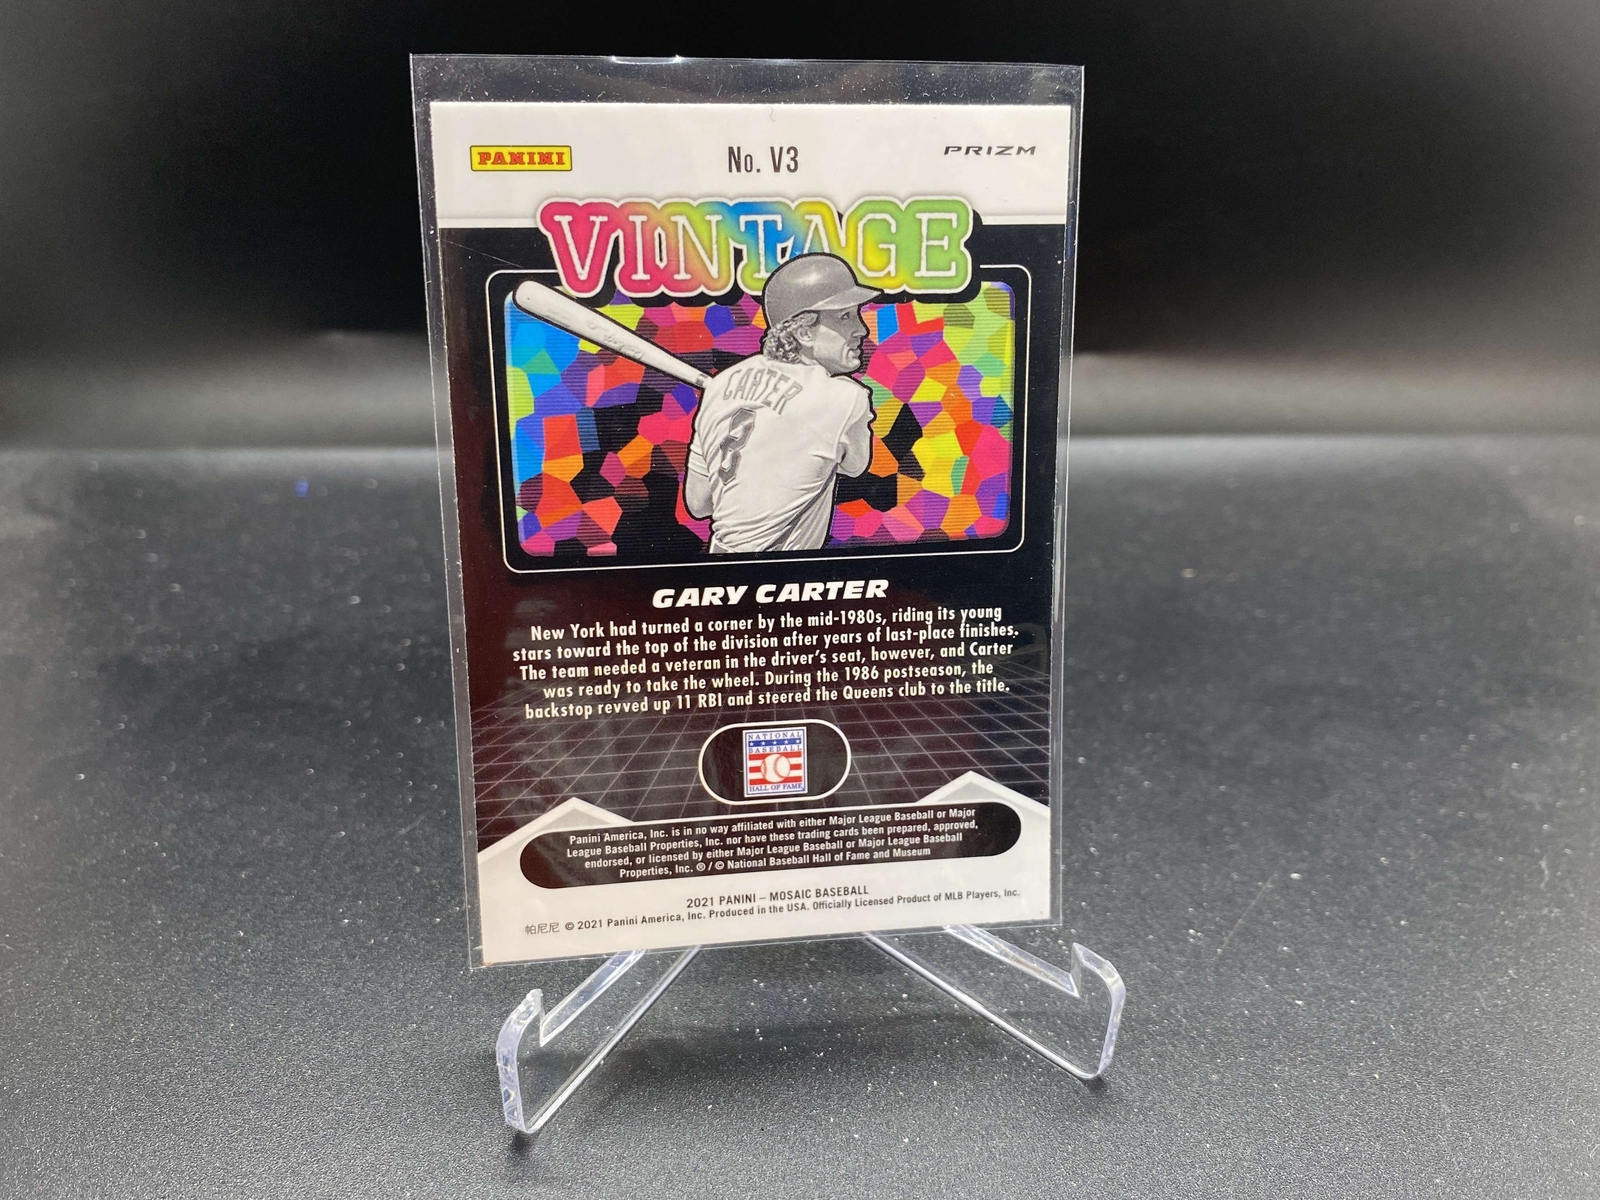 PANINI
No. V3
PRIZM
VINTAGE
CARTER
8
GARY CARTER
New York had turned a corner by the mid-1980s, riding its young
stars toward the top of the division after years of last-place finishes.
The team needed a veteran in the driver's seat, however, and Carter
was ready to take the wheel. During the 1986 postseason, the
backstop revved up 11 RBI and steered the Queens club to the title.
NATIONAL
BASEBALL
HALL OF FAME
Panini America, Inc. is in no way affiliated with either Major League Baseball or Major
League Baseball Properties, Inc. nor have these trading cards been prepared, approved,
endorsed, or licensed by either Major League Baseball or Major League Baseball
Properties, Inc. ® / © National Baseball Hall of Fame and Museum
2021 PANINI – MOSAIC BASEBALL
帕尼尼 © 2021 Panini America, Inc. Produced in the USA. Officially Licensed Product of MLB Players, Inc.